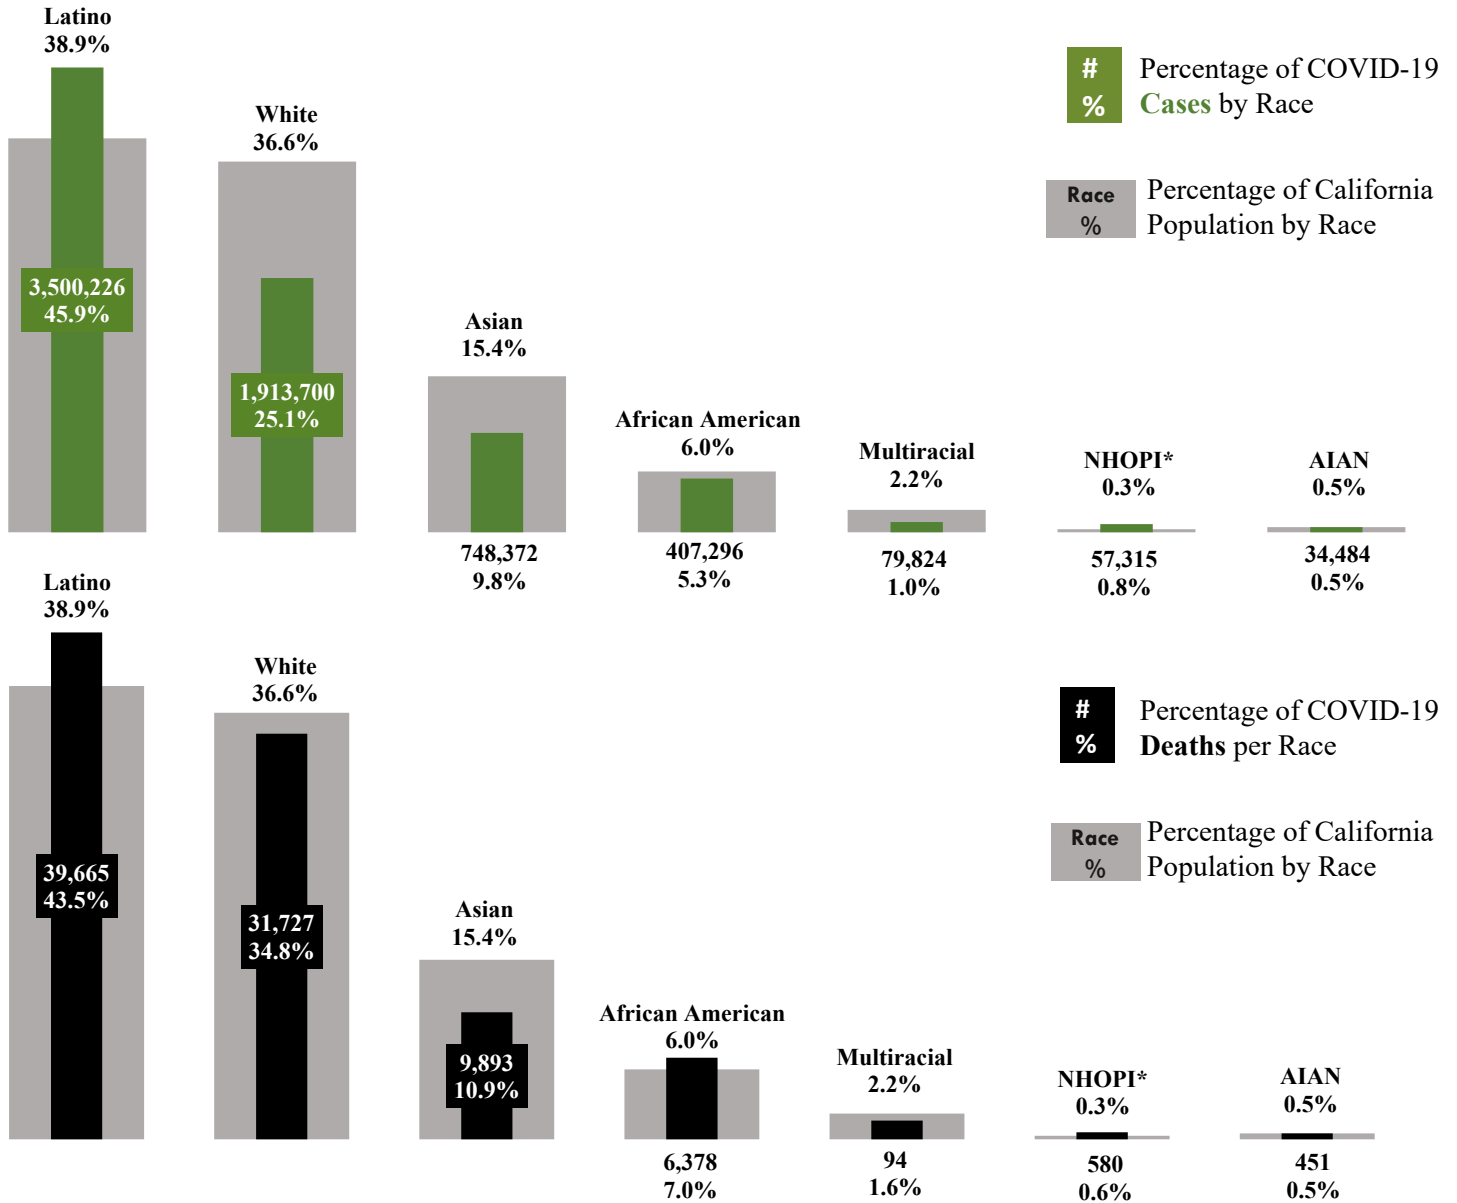 Latino
38.9%
3,500,226
45.9%
White
36.6%
1,913,700
25.1%
Asian
15.4%
748,372
9.8%
African American
6.0%
407,296
5.3%
Multiracial
2.2%
79,824
1.0%
NHOPI*
0.3%
57,315
0.8%
AIAN
0.5%
34,484
0.5%
#
%
Percentage of COVID-19
Cases by Race
Race
%
Percentage of California
Population by Race
Latino
38.9%
39,665
43.5%
White
36.6%
31,727
34.8%
Asian
15.4%
9,893
10.9%
African American
6.0%
6,378
7.0%
Multiracial
2.2%
94
1.6%
NHOPI*
0.3%
580
0.6%
AIAN
0.5%
451
0.5%
#
%
Percentage of COVID-19
Deaths per Race
Race
%
Percentage of California
Population by Race